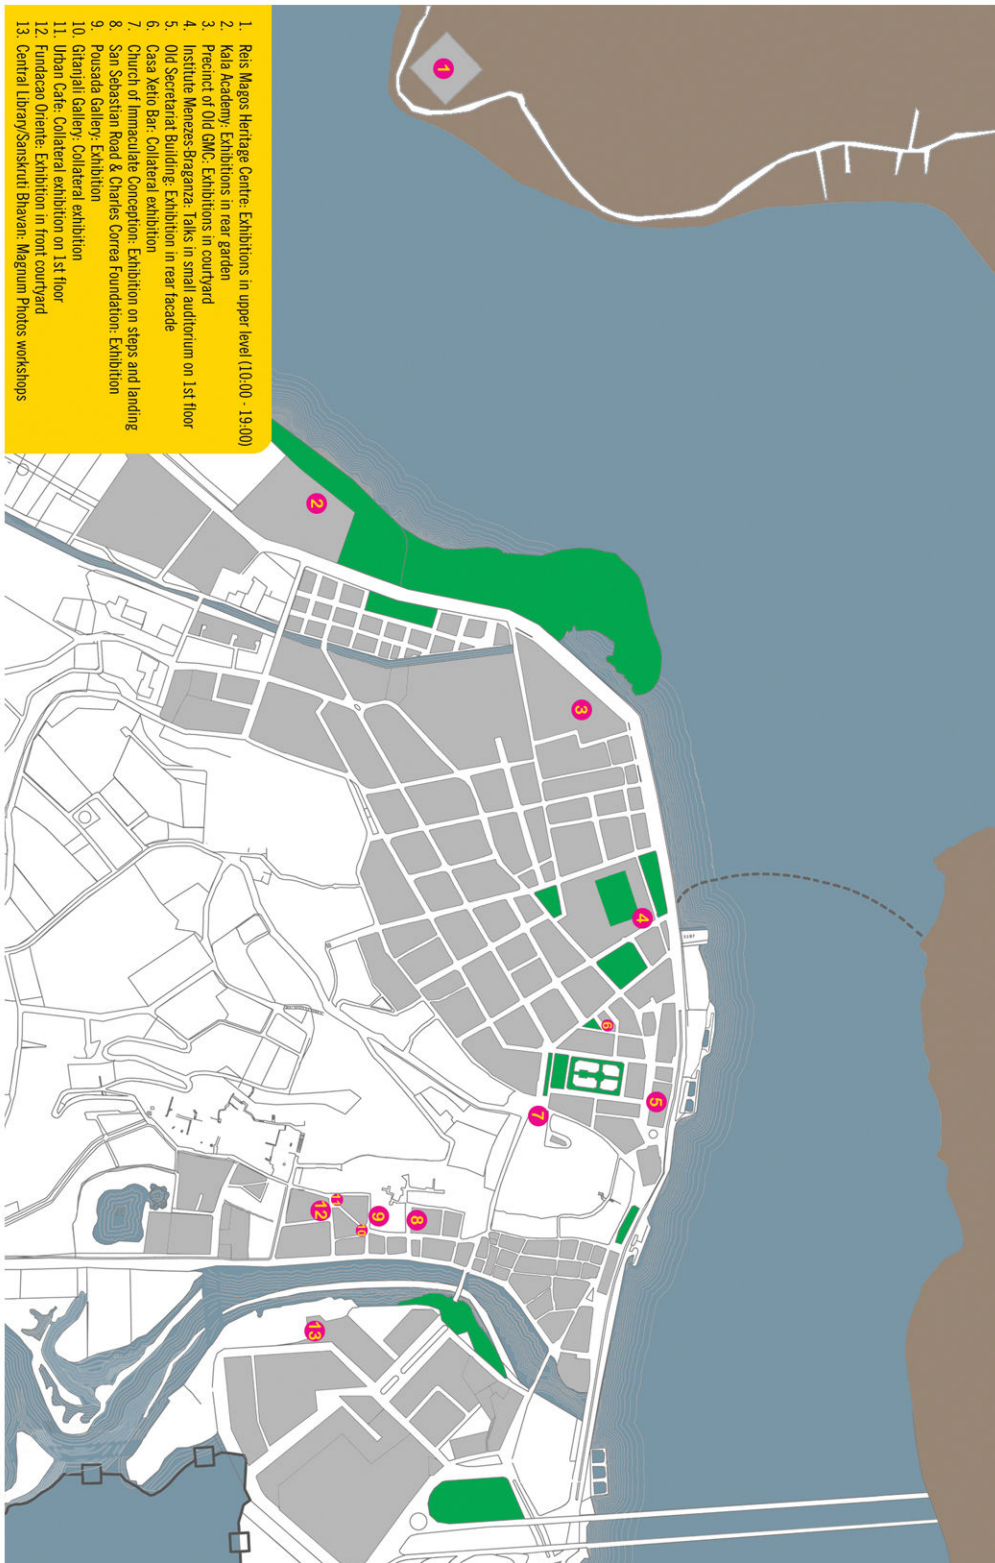 1. Reis Magos Heritage Centre: Exhibitions in upper level (10:00 - 19:00)
2. Kala Academy: Exhibitions in rear garden
3. Precinct of Old GMC: Exhibitions in courtyard
4. Institute Menezes-Braganza: Talks in small auditorium on 1st floor
5. Old Secretariat Building: Exhibition in rear facade
6. Casa Xetio Bar: Collateral exhibition
7. Church of Immaculate Conception: Exhibition on steps and landing
8. San Sebastian Road & Charles Correa Foundation: Exhibition
9. Pousada Gallery: Exhibition
10. Gitanjali Gallery: Collateral exhibition
11. Urban Cafe: Collateral exhibition on 1st floor
12. Fundacao Oriente: Exhibition in front courtyard
13. Central Library/Sanskruti Bhavan: Magnum Photos workshops
1
2
3
4
5
6
7
8
9
10
11
12
13